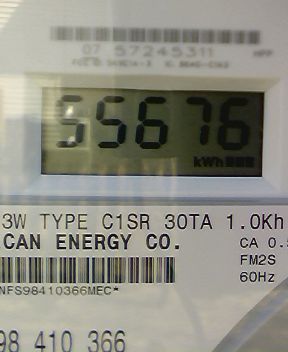 07 57245311
55676
kWh
3W TYPE C1SR 30TA 1.0Kh
CAN ENERGY CO.
CA 0.5
FM2S
60Hz
NFS98410366MEC*
98 410 366